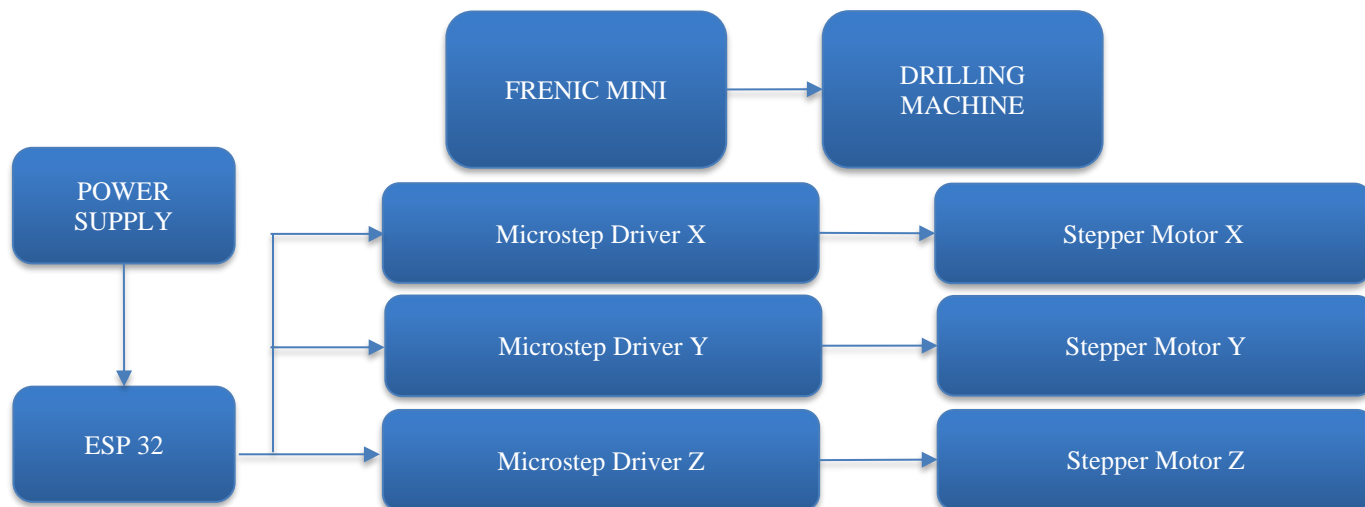 FRENIC MINI
DRILLING
MACHINE
POWER
SUPPLY
Microstep Driver X
Stepper Motor X
Microstep Driver Y
Stepper Motor Y
ESP 32
Microstep Driver Z
Stepper Motor Z